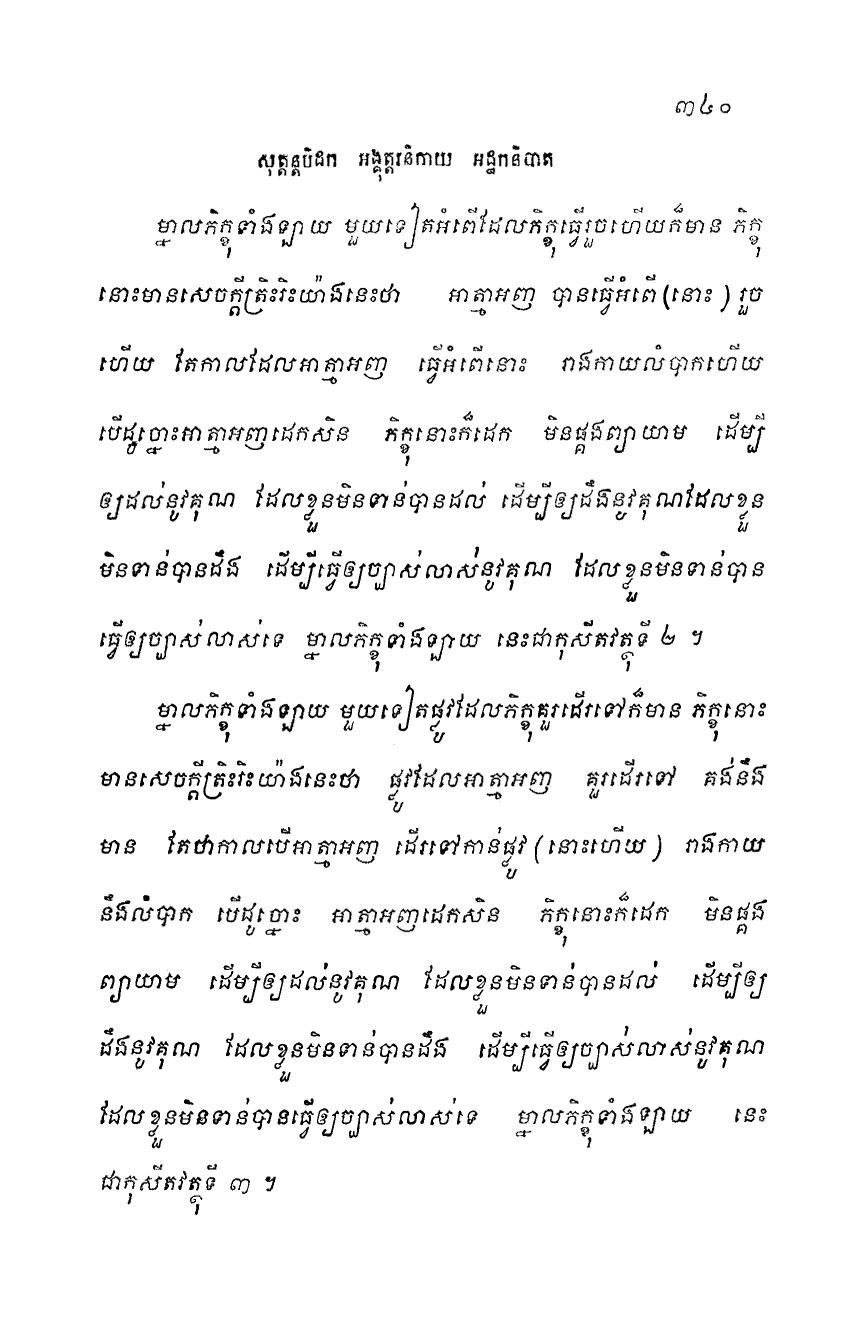 ៣៤០
សុត្តន្តបិដក អង្គុត្តរនិកាយ អដ្ឋកនិបាត
ម្នាលភិក្ខុទាំងឡាយ មួយទៀតអំពើដែលភិក្ខុធ្វើរួចហើយក៏មាន ភិក្ខុ
នោះមានសេចក្តីត្រិះរិះយ៉ាងនេះថា អាត្មាអញ បានធ្វើអំពើ (នោះ) រួច
ហើយ តែកាលដែលអាត្មាអញ ធ្វើអំពើនោះ រាងកាយលំបាកហើយ
បើដូច្នោះអាត្មាអញដេកសិន ភិក្ខុនោះក៏ដេក មិនផ្គងព្យាយាម ដើម្បី
ឲ្យដល់នូវគុណ ដែលខ្លួនមិនទាន់បានដល់ ដើម្បីឲ្យដឹងនូវគុណដែលខ្លួន
មិនទាន់បានដឹង ដើម្បីធ្វើឲ្យច្បាស់លាស់នូវគុណ ដែលខ្លួនមិនទាន់បាន
ធ្វើឲ្យច្បាស់លាស់ទេ ម្នាលភិក្ខុទាំងឡាយ នេះជាកុសីតវត្ថុទី ២ ។
ម្នាលភិក្ខុទាំងឡាយ មួយទៀតផ្លូវដែលភិក្ខុគួរដើរទៅក៏មាន ភិក្ខុនោះ
មានសេចក្តីត្រិះរិះយ៉ាងនេះថា ផ្លូវដែលអាត្មាអញ គួរដើរទៅ គង់នឹង
មាន តែថាកាលបើអាត្មាអញ ដើរទៅកាន់ផ្លូវ (នោះហើយ) រាងកាយ
នឹងលំបាក បើដូច្នោះ អាត្មាអញដេកសិន ភិក្ខុនោះក៏ដេក មិនផ្គង
ព្យាយាម ដើម្បីឲ្យដល់នូវគុណ ដែលខ្លួនមិនទាន់បានដល់ ដើម្បីឲ្យ
ដឹងនូវគុណ ដែលខ្លួនមិនទាន់បានដឹង ដើម្បីធ្វើឲ្យច្បាស់លាស់នូវគុណ
ដែលខ្លួនមិនទាន់បានធ្វើឲ្យច្បាស់លាស់ទេ ម្នាលភិក្ខុទាំងឡាយ នេះ
ជាកុសីតវត្ថុទី ៣ ។